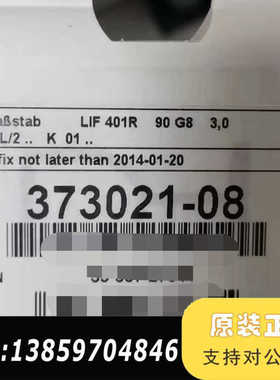 aßstab LIF 401R 90 G8 3,0
L/2 .. K 01 ..
fix not later than 2014-01-20
373021-08
原装正
支持对公
:13859704846